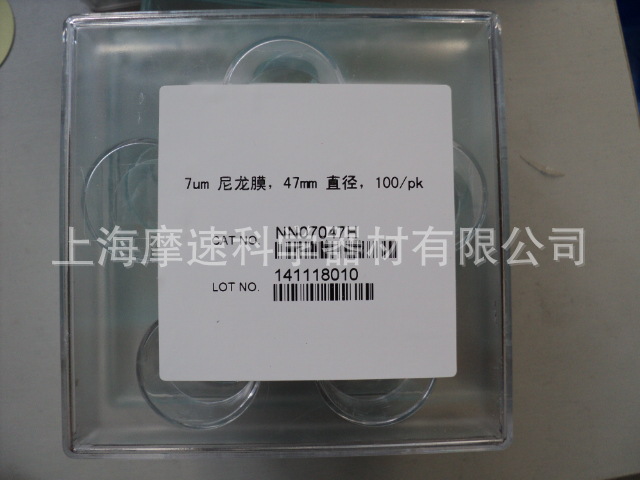 7um 尼龙膜，47mm 直径，100/pk
CAT NO. NN07047H
上海摩速科学器材有限公司
141118010
LOT NO.